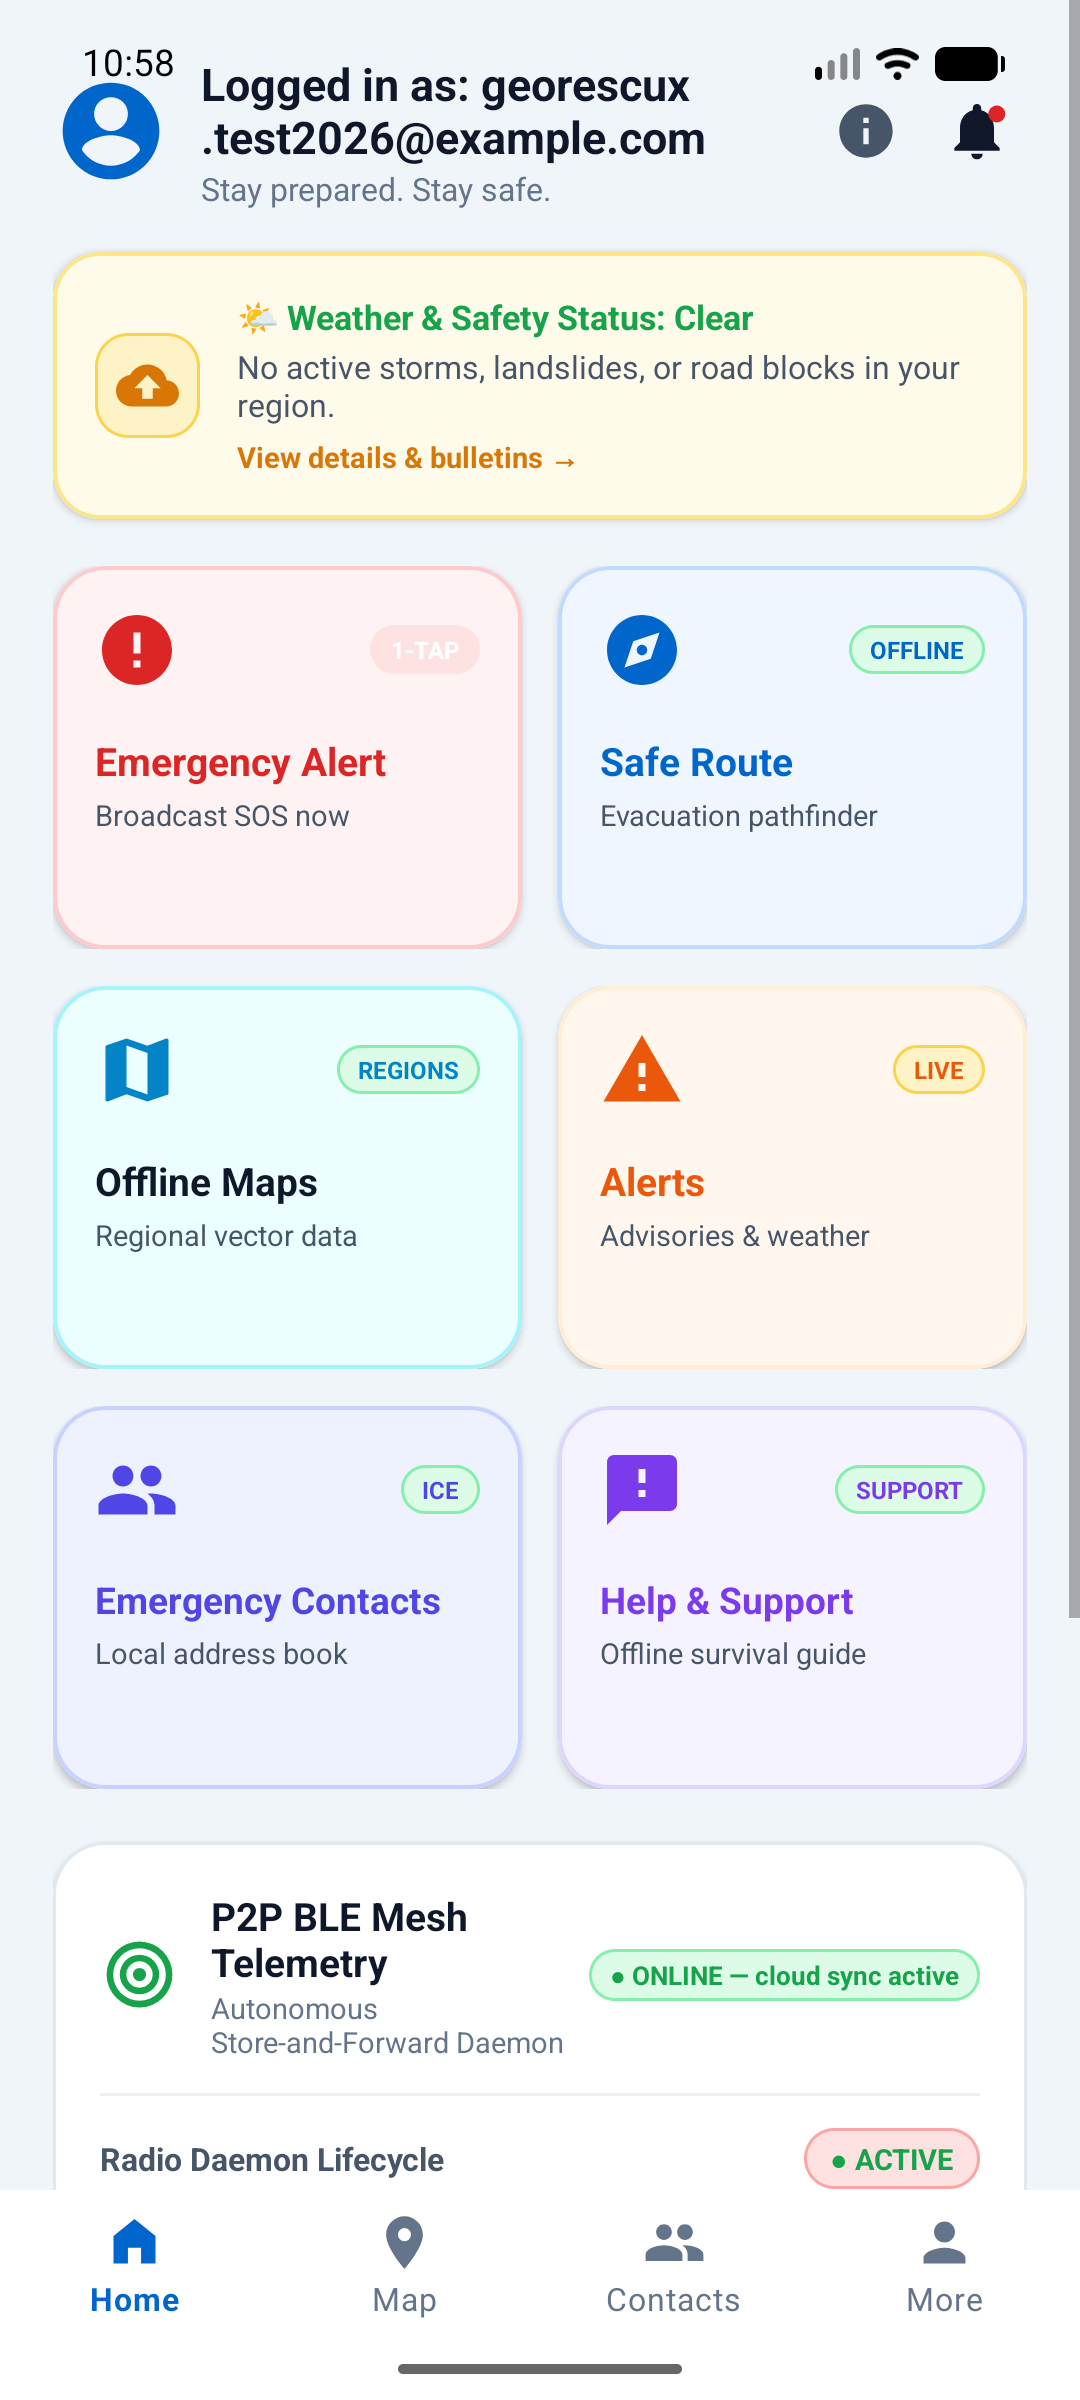 10:58
Logged in as: georescux
.test2026@example.com
Stay prepared. Stay safe.
🌤️ Weather & Safety Status: Clear
No active storms, landslides, or road blocks in your
region.
View details & bulletins →
1-TAP
Emergency Alert
Broadcast SOS now
OFFLINE
Safe Route
Evacuation pathfinder
REGIONS
Offline Maps
Regional vector data
LIVE
Alerts
Advisories & weather
ICE
Emergency Contacts
Local address book
SUPPORT
Help & Support
Offline survival guide
P2P BLE Mesh
Telemetry
Autonomous
Store-and-Forward Daemon
● ONLINE — cloud sync active
Radio Daemon Lifecycle
● ACTIVE
Home
Map
Contacts
More